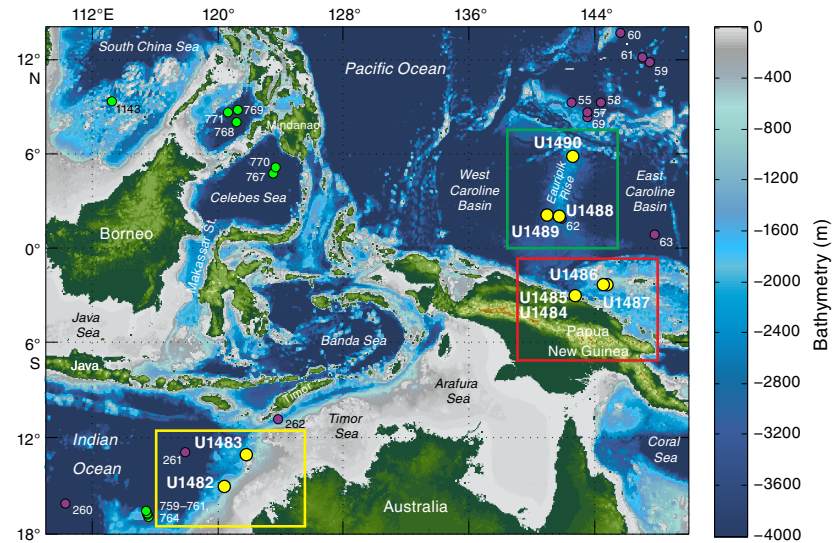 112°E
120°
128°
136°
144°
12°
N
6°
0°
6°
S
12°
18°
South China Sea
Pacific Ocean
60
61
59
1143
769
771
768
Mindanao
55
58
57
69
U1490
770
767
Celebes Sea
West
Caroline
Basin
Eauripik
Rise
East
Caroline
Basin
U1488
62
U1489
63
Borneo
Makassar St.
U1486
U1485
U1484
U1487
Java
Sea
Banda Sea
Papua
New Guinea
Java
Timor
Arafura
Sea
Timor
Sea
262
Indian
Ocean
U1483
261
U1482
Coral
Sea
260
759–761,
764
Australia
0
−400
−800
−1200
−1600
−2000
−2400
−2800
−3200
−3600
−4000
Bathymetry (m)